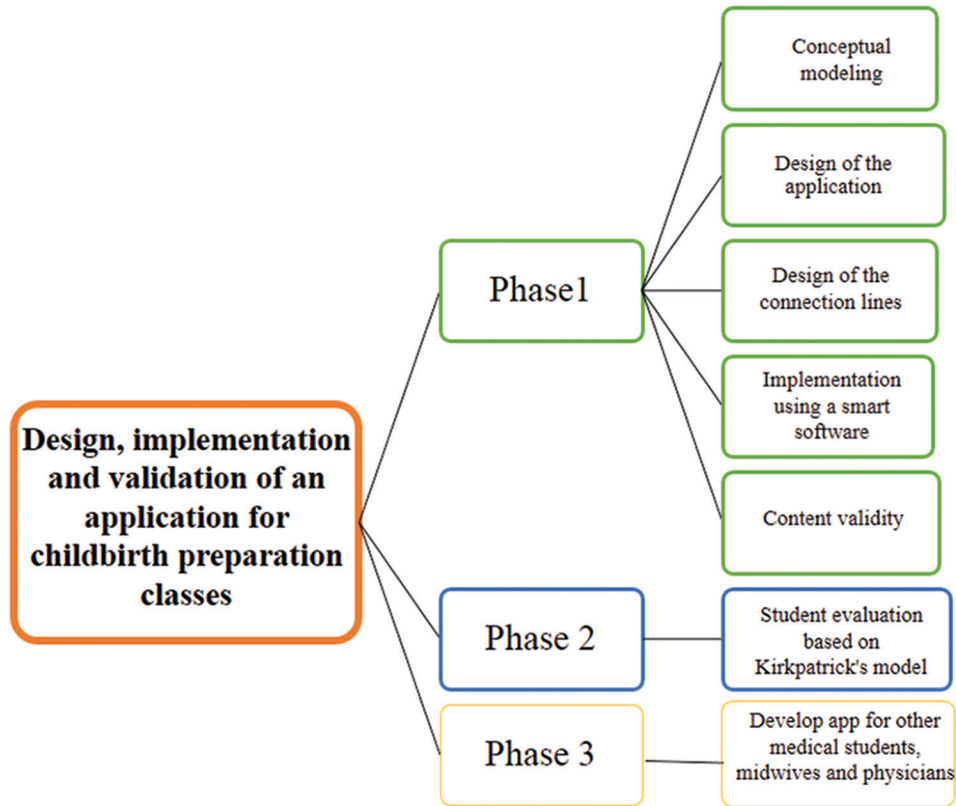 Design, implementation
and validation of an
application for
childbirth preparation
classes
Phase1
Conceptual
modeling
Design of the
application
Design of the
connection lines
Implementation
using a smart
software
Content validity
Phase 2
Student evaluation
based on
Kirkpatrick's model
Phase 3
Develop app for other
medical students,
midwives and physicians